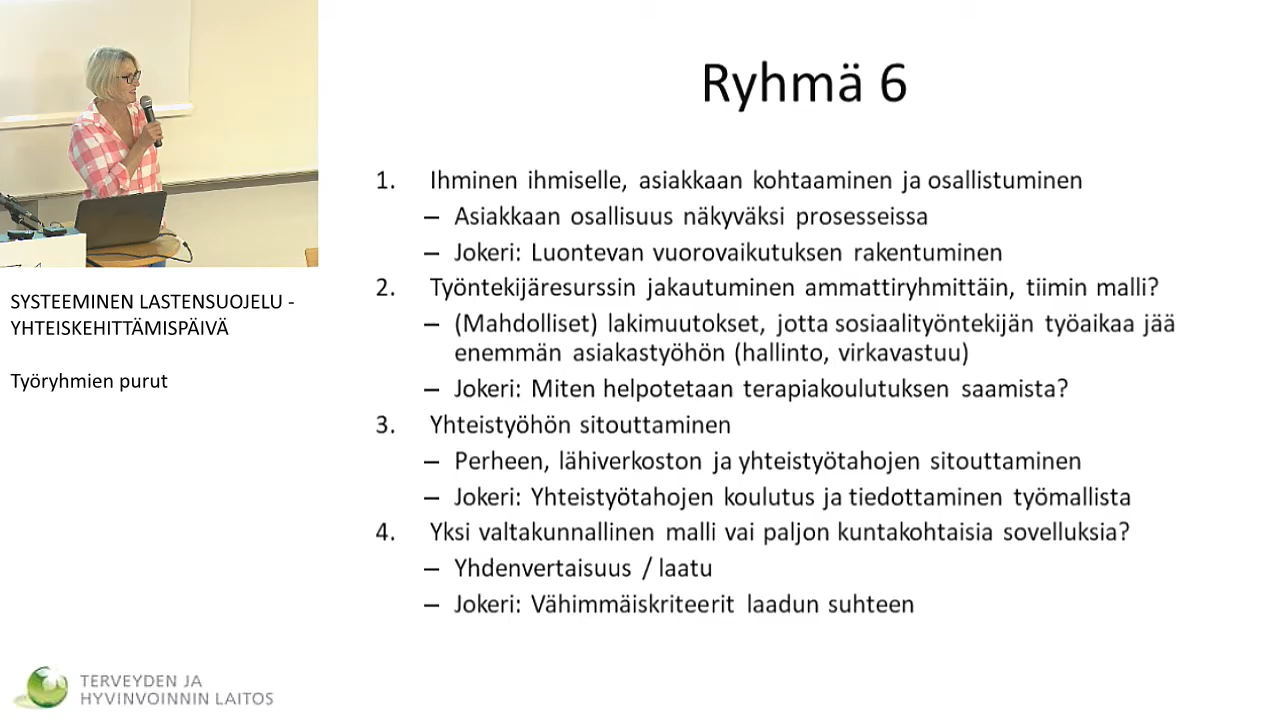 Ryhmä 6
1. Ihminen ihmiselle, asiakkaan kohtaaminen ja osallistuminen
– Asiakkaan osallisuus näkyväksi prosesseissa
– Jokeri: Luontevan vuorovaikutuksen rakentuminen
2. Työntekijäresurssin jakautuminen ammattiryhmittäin, tiimin malli?
– (Mahdolliset) lakimuutokset, jotta sosiaalityöntekijän työaikaa jää
enemmän asiakastyöhön (hallinto, virkavastuu)
– Jokeri: Miten helpotetaan terapiakoulutuksen saamista?
3. Yhteistyöhön sitouttaminen
– Perheen, lähiverkoston ja yhteistyötahojen sitouttaminen
– Jokeri: Yhteistyötahojen koulutus ja tiedottaminen työmallista
4. Yksi valtakunnallinen malli vai paljon kuntakohtaisia sovelluksia?
– Yhdenvertaisuus / laatu
– Jokeri: Vähimmäiskriteerit laadun suhteen
SYSTEEMINEN LASTENSUOJELU -
YHTEISKEHITTÄMISPÄIVÄ
Työryhmien purut
TERVEYDEN JA
HYVINVOINNIN LAITOS